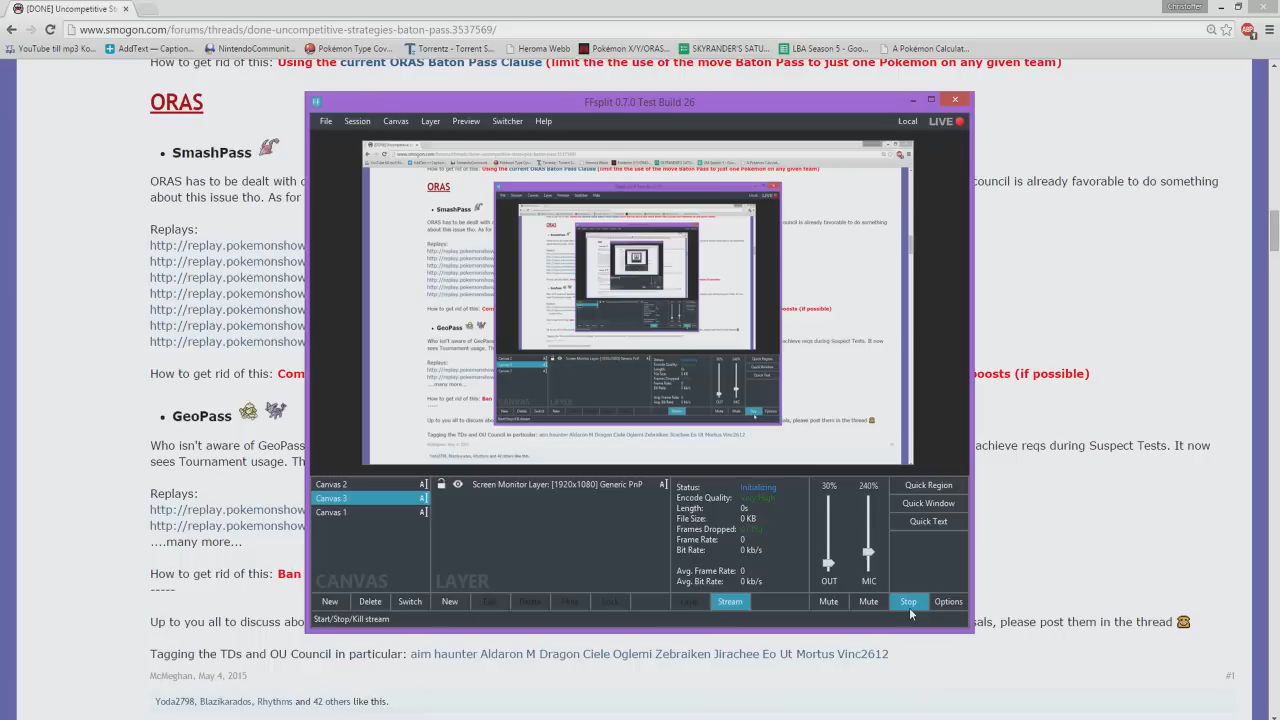 [DONE] Uncompetitive St
Christoffer
www.smogon.com/forums/threads/done-uncompetitive-strategies-baton-pass.3537569/
YouTube till mp3 Ko... AddText — Caption... NintendoCommuni... Pokémon Type Cov... Torrentz - Torrent S... Heroma Webb Pokémon X/Y/ORAS... SKYRANDER'S SATU... LBA Season 5 - Goo... A Pokémon Calculat...
How to get rid of this: Using the current ORAS Baton Pass Clause (limit the the use of the move Baton Pass to just one Pokemon on any given team)
ORAS
FFsplit 0.7.0 Test Build 26
File Session Canvas Layer Preview Switcher Help Local LIVE
SmashPass
ORAS has to be dealt with council is already favorable to do something
about this issue tho. As for
Replays:
http://replay.pokemonshow
http://replay.pokemonshow
http://replay.pokemonshow
http://replay.pokemonshow
http://replay.pokemonshow
http://replay.pokemonshow
http://replay.pokemonshow
How to get rid of this: Com oosts (if possible)
GeoPass
Who isn't aware of GeoPass achieve reqs during Suspect Tests. It now
sees Tournament usage. Th
Replays:
http://replay.pokemonshow
http://replay.pokemonshow
....many more...
How to get rid of this: Ban
-----
Canvas 2
Canvas 3
Canvas 1
CANVAS
Screen Monitor Layer: [1920x1080] Generic PnP
LAYER
Status: Initializing
Encode Quality: Very High
Length: 0s
File Size: 0 KB
Frames Dropped:
Frame Rate: 0
Bit Rate: 0 kb/s
Avg. Frame Rate: 0
Avg. Bit Rate: 0 kb/s
30% 240%
OUT MIC
Quick Region
Quick Window
Quick Text
New Delete Switch New Edit Delete Stream Mute Mute Stop Options
Start/Stop/Kill stream
Up to you all to discuss abo sals, please post them in the thread
Tagging the TDs and OU Council in particular: aim haunter Aldaron M Dragon Ciele Oglemi Zebraiken Jirachee Eo Ut Mortus Vinc2612
McMeghan, May 4, 2015 #1
Yoda2798, Blazikarados, Rhythms and 42 others like this.